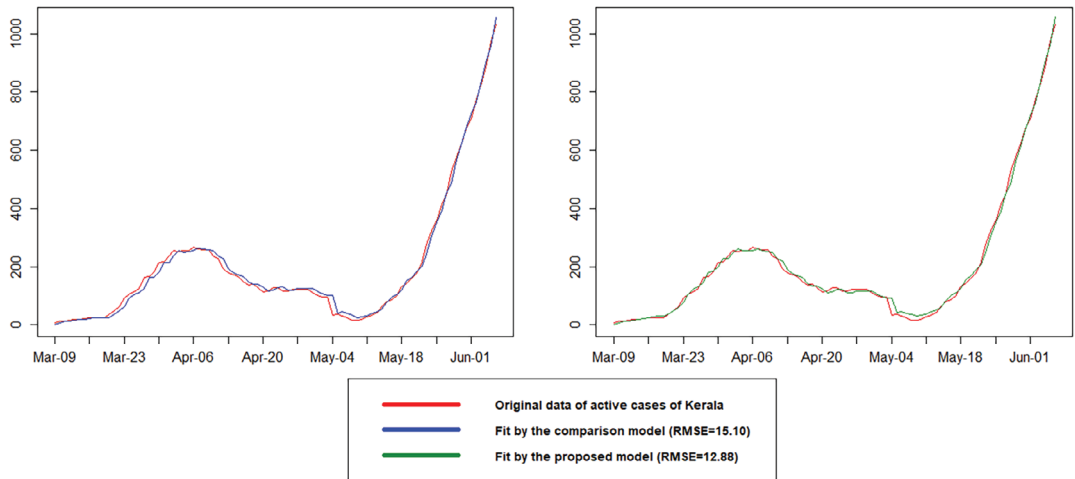 1000
800
600
400
200
0
Mar-09 Mar-23 Apr-06 Apr-20 May-04 May-18 Jun-01
1000
800
600
400
200
0
Mar-09 Mar-23 Apr-06 Apr-20 May-04 May-18 Jun-01
Original data of active cases of Kerala
Fit by the comparison model (RMSE=15.10)
Fit by the proposed model (RMSE=12.88)